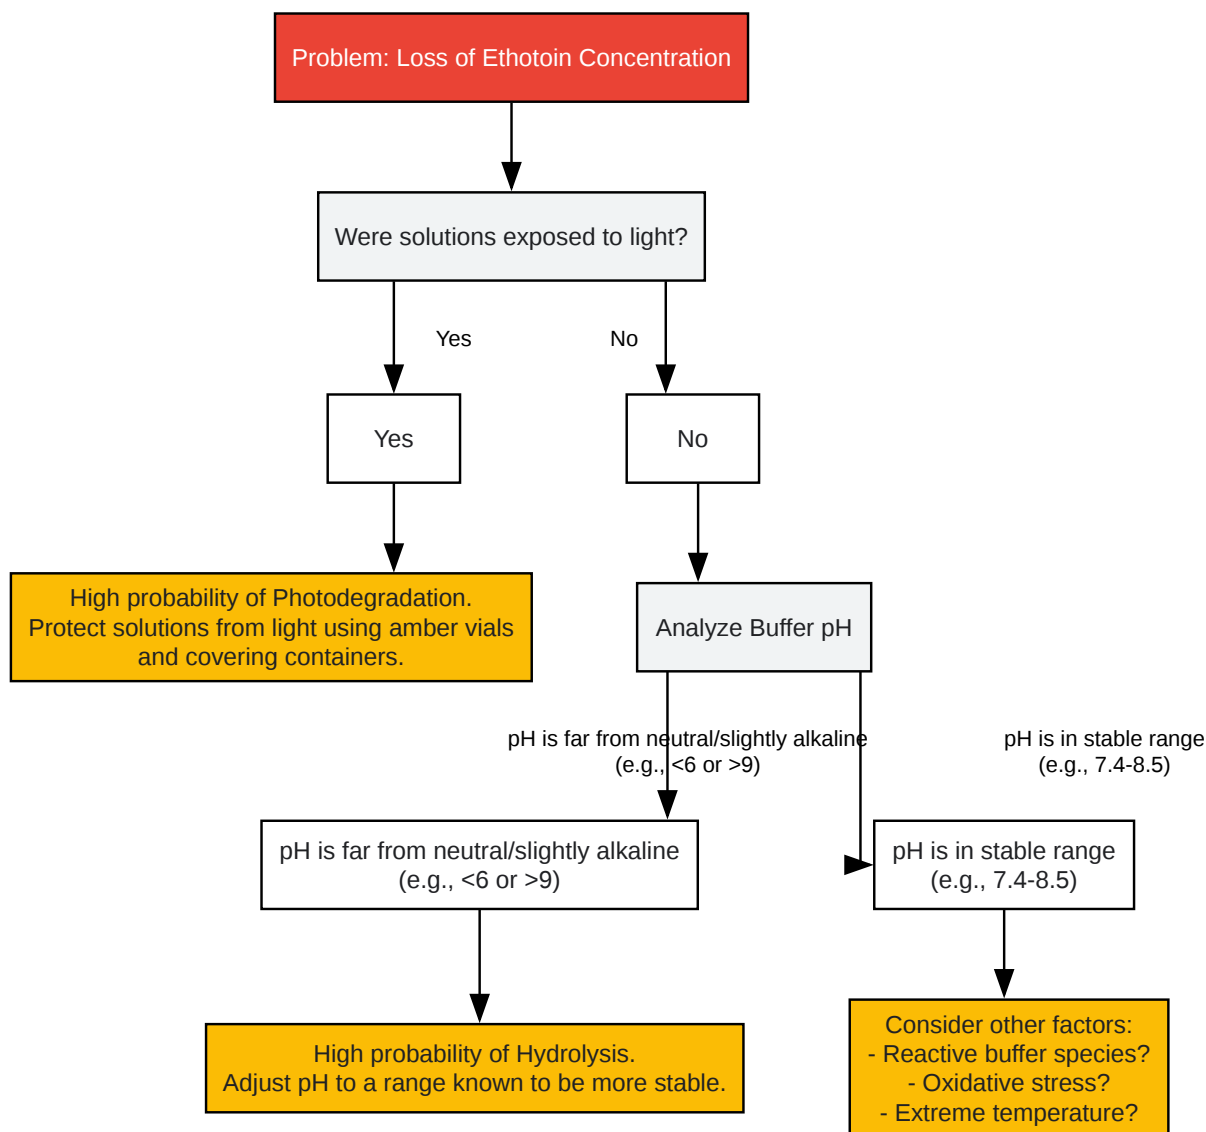 Problem: Loss of Ethotoin Concentration
Were solutions exposed to light?
Yes
No
Yes
No
High probability of Photodegradation.
Protect solutions from light using amber vials
and covering containers.
Analyze Buffer pH
pH is far from neutral/slightly alkaline
(e.g., <6 or >9)
pH is in stable range
(e.g., 7.4-8.5)
pH is far from neutral/slightly alkaline
(e.g., <6 or >9)
pH is in stable range
(e.g., 7.4-8.5)
High probability of Hydrolysis.
Adjust pH to a range known to be more stable.
Consider other factors:
- Reactive buffer species?
- Oxidative stress?
- Extreme temperature?